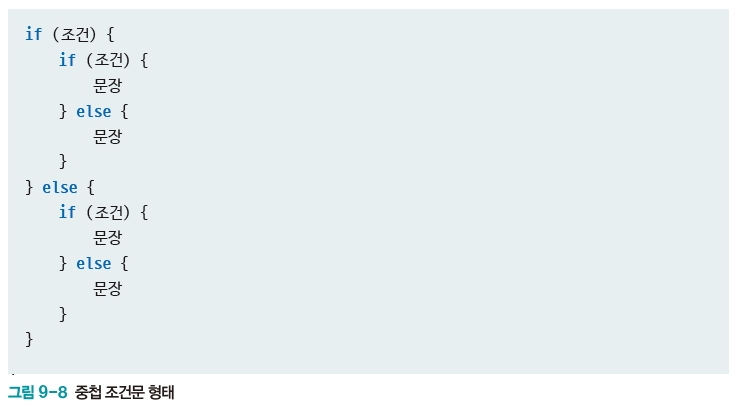 if (조건) {
if (조건) {
문장
} else {
문장
}
} else {
if (조건) {
문장
} else {
문장
}
}
그림 9-8 중첩 조건문 형태